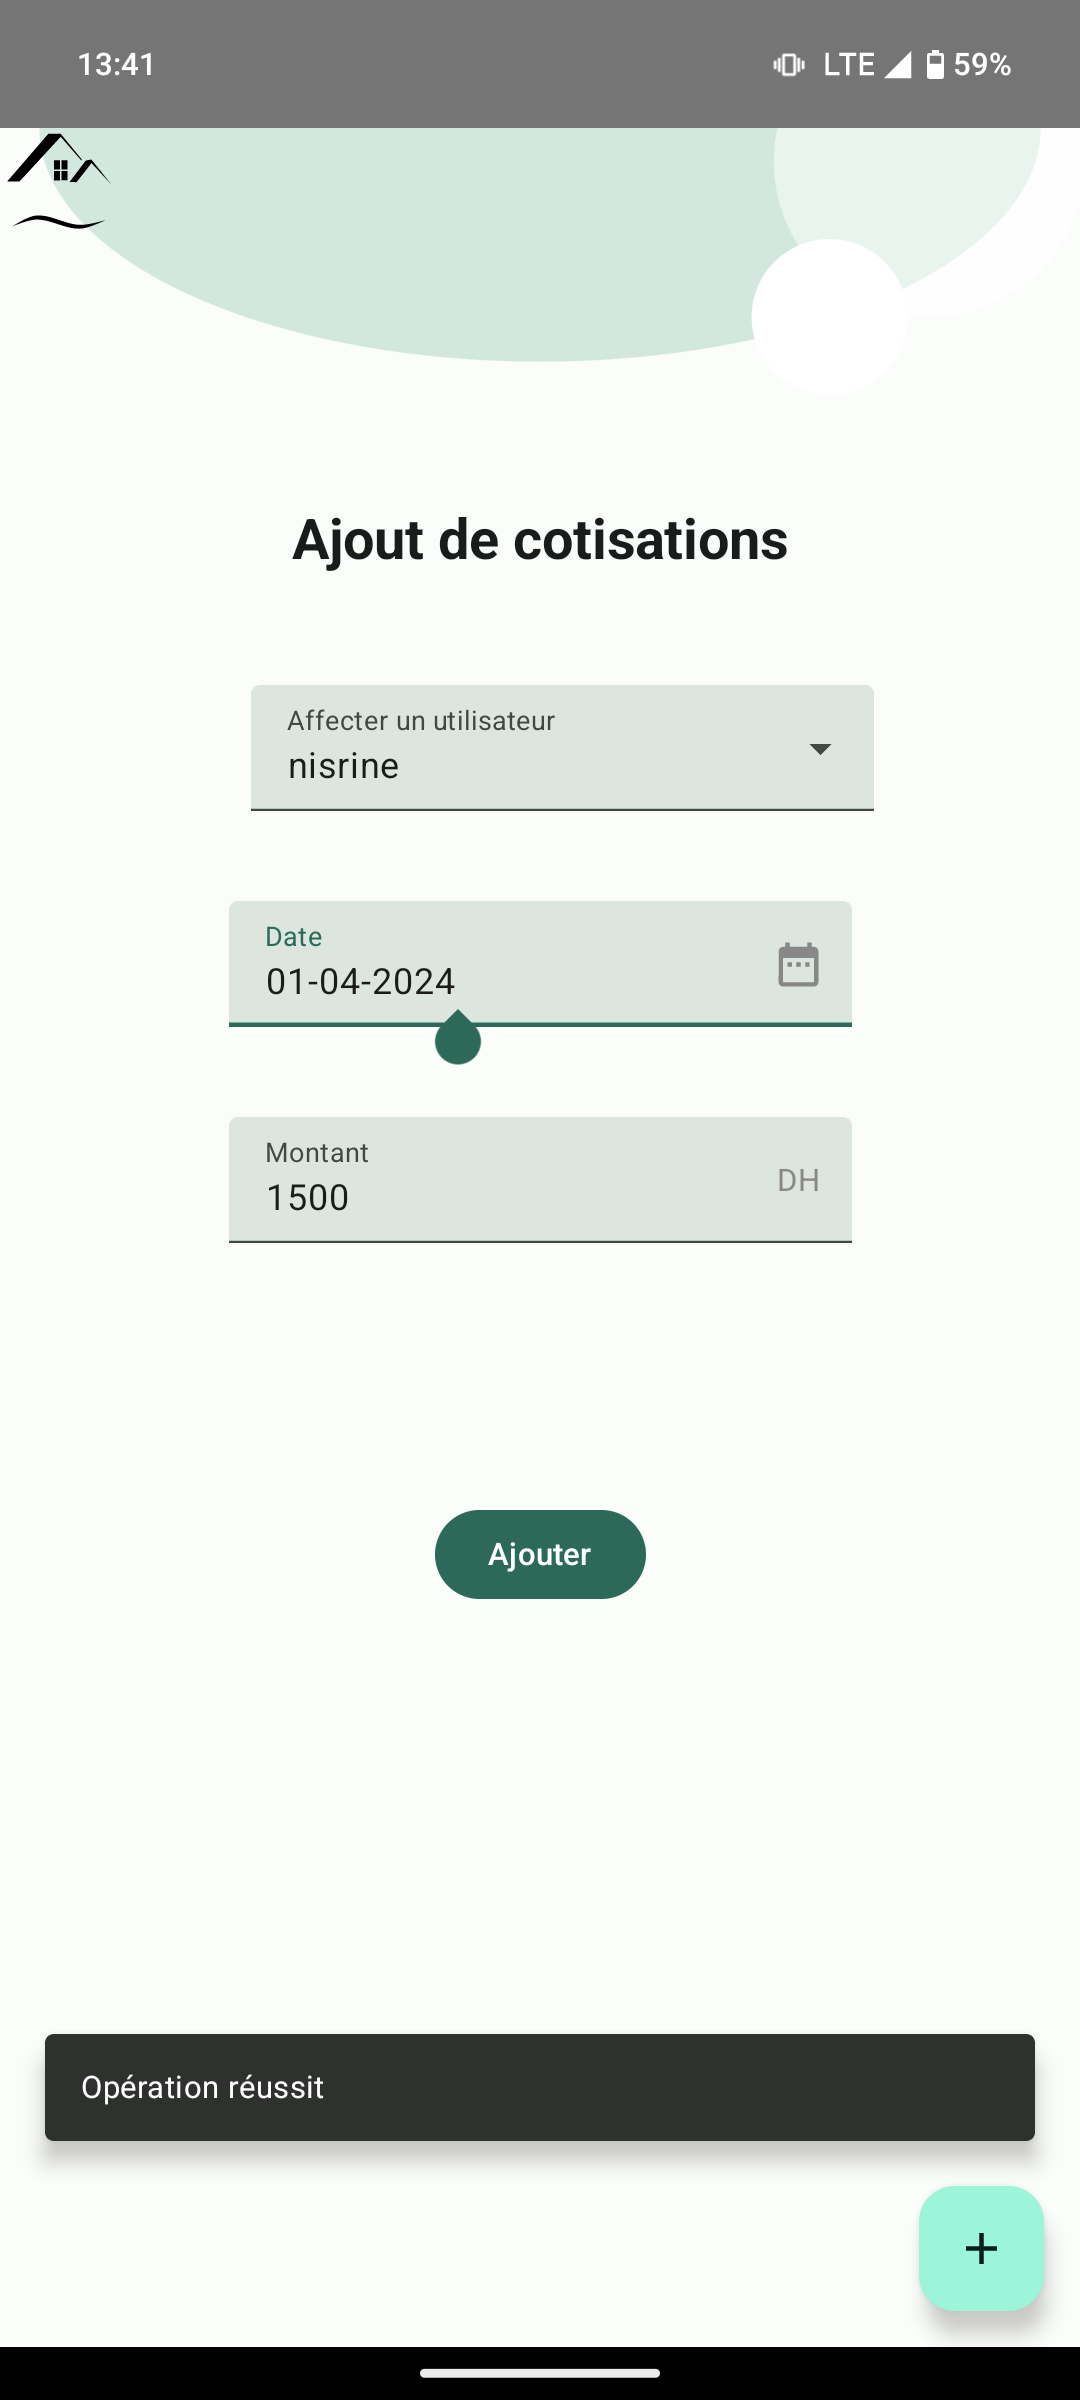 13:41
LTE 59%
Ajout de cotisations
Affecter un utilisateur
nisrine
Date
01-04-2024
Montant
1500
DH
Ajouter
Opération réussit
+